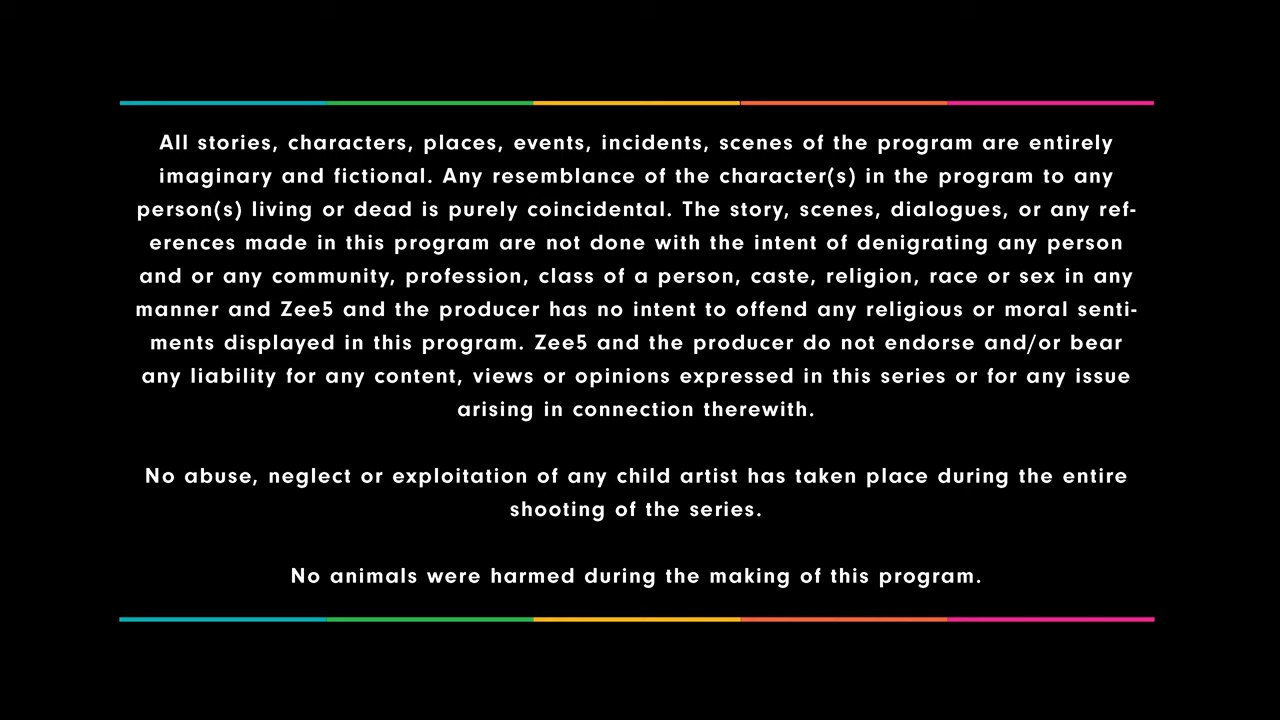 All stories, characters, places, events, incidents, scenes of the program are entirely
imaginary and fictional. Any resemblance of the character(s) in the program to any
person(s) living or dead is purely coincidental. The story, scenes, dialogues, or any ref-
erences made in this program are not done with the intent of denigrating any person
and or any community, profession, class of a person, caste, religion, race or sex in any
manner and Zee5 and the producer has no intent to offend any religious or moral senti-
ments displayed in this program. Zee5 and the producer do not endorse and/or bear
any liability for any content, views or opinions expressed in this series or for any issue
arising in connection therewith.
No abuse, neglect or exploitation of any child artist has taken place during the entire
shooting of the series.
No animals were harmed during the making of this program.